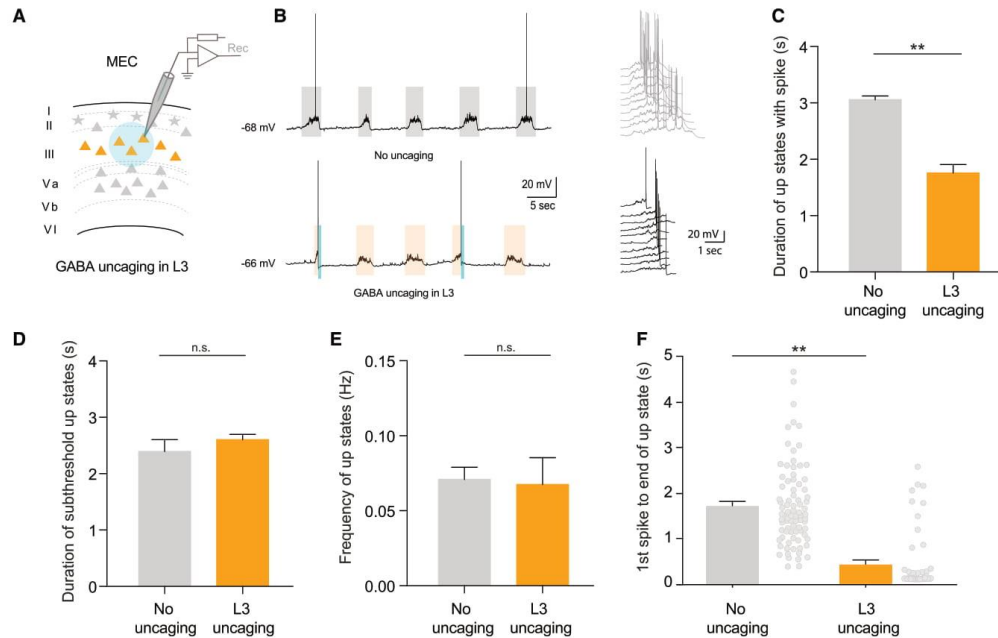 A
MEC
Rec
I
II
III
Va
Vb
VI
GABA uncaging in L3
B
-68 mV
No uncaging
20 mV
5 sec
-66 mV
GABA uncaging in L3
20 mV
1 sec
C
Duration of up states with spike (s)
4
3
2
1
0
**
No
uncaging
L3
uncaging
D
Duration of subthreshold up states (s)
4
3
2
1
0
n.s.
No
uncaging
L3
uncaging
E
Frequency of up states (Hz)
0.15
0.10
0.05
0.00
n.s.
No
uncaging
L3
uncaging
F
1st spike to end of up state (s)
5
4
3
2
1
0
**
No
uncaging
L3
uncaging